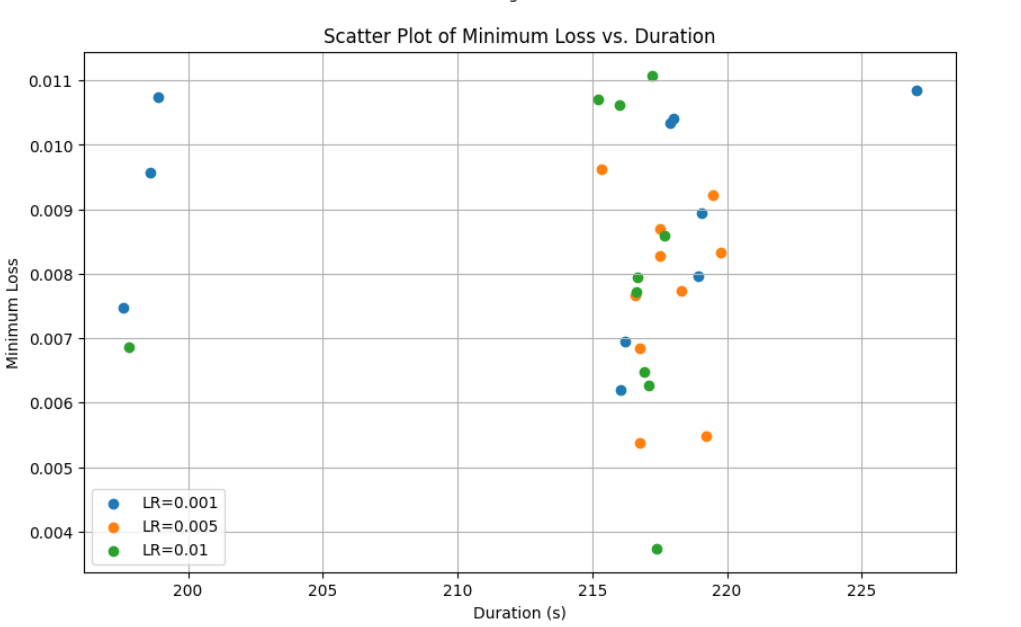 Scatter Plot of Minimum Loss vs. Duration
0.011
0.010
0.009
0.008
0.007
0.006
0.005
0.004
Minimum Loss
LR=0.001
LR=0.005
LR=0.01
200 205 210 215 220 225
Duration (s)